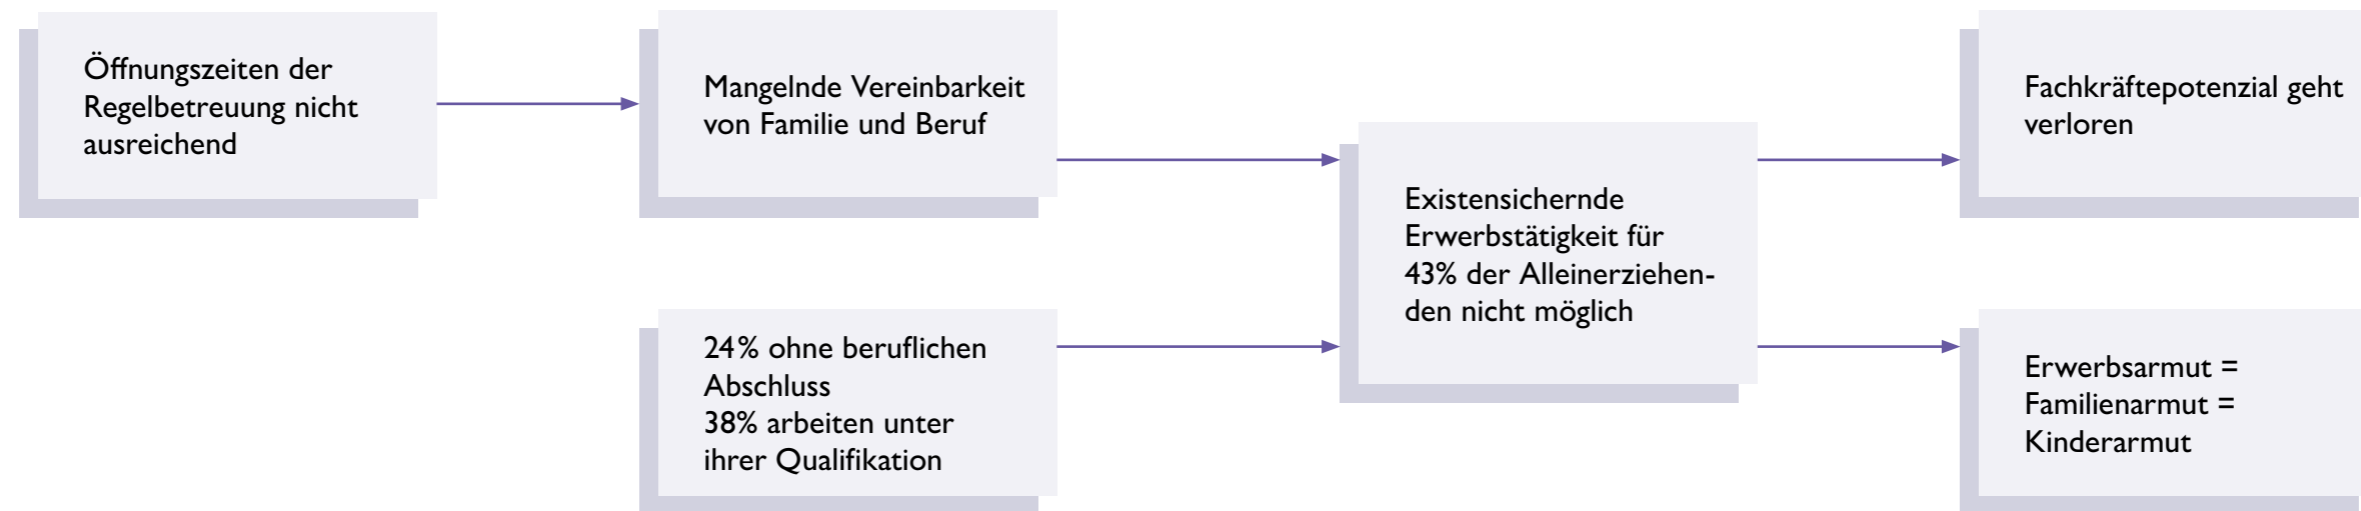 Öffnungszeiten der
Regelbetreuung nicht
ausreichend
Mangelnde Vereinbarkeit
von Familie und Beruf
24% ohne beruflichen
Abschluss
38% arbeiten unter
ihrer Qualifikation
Existensichernde
Erwerbstätigkeit für
43% der Alleinerziehen-
den nicht möglich
Fachkräftepotenzial geht
verloren
Erwerbsarmut =
Familienarmut =
Kinderarmut